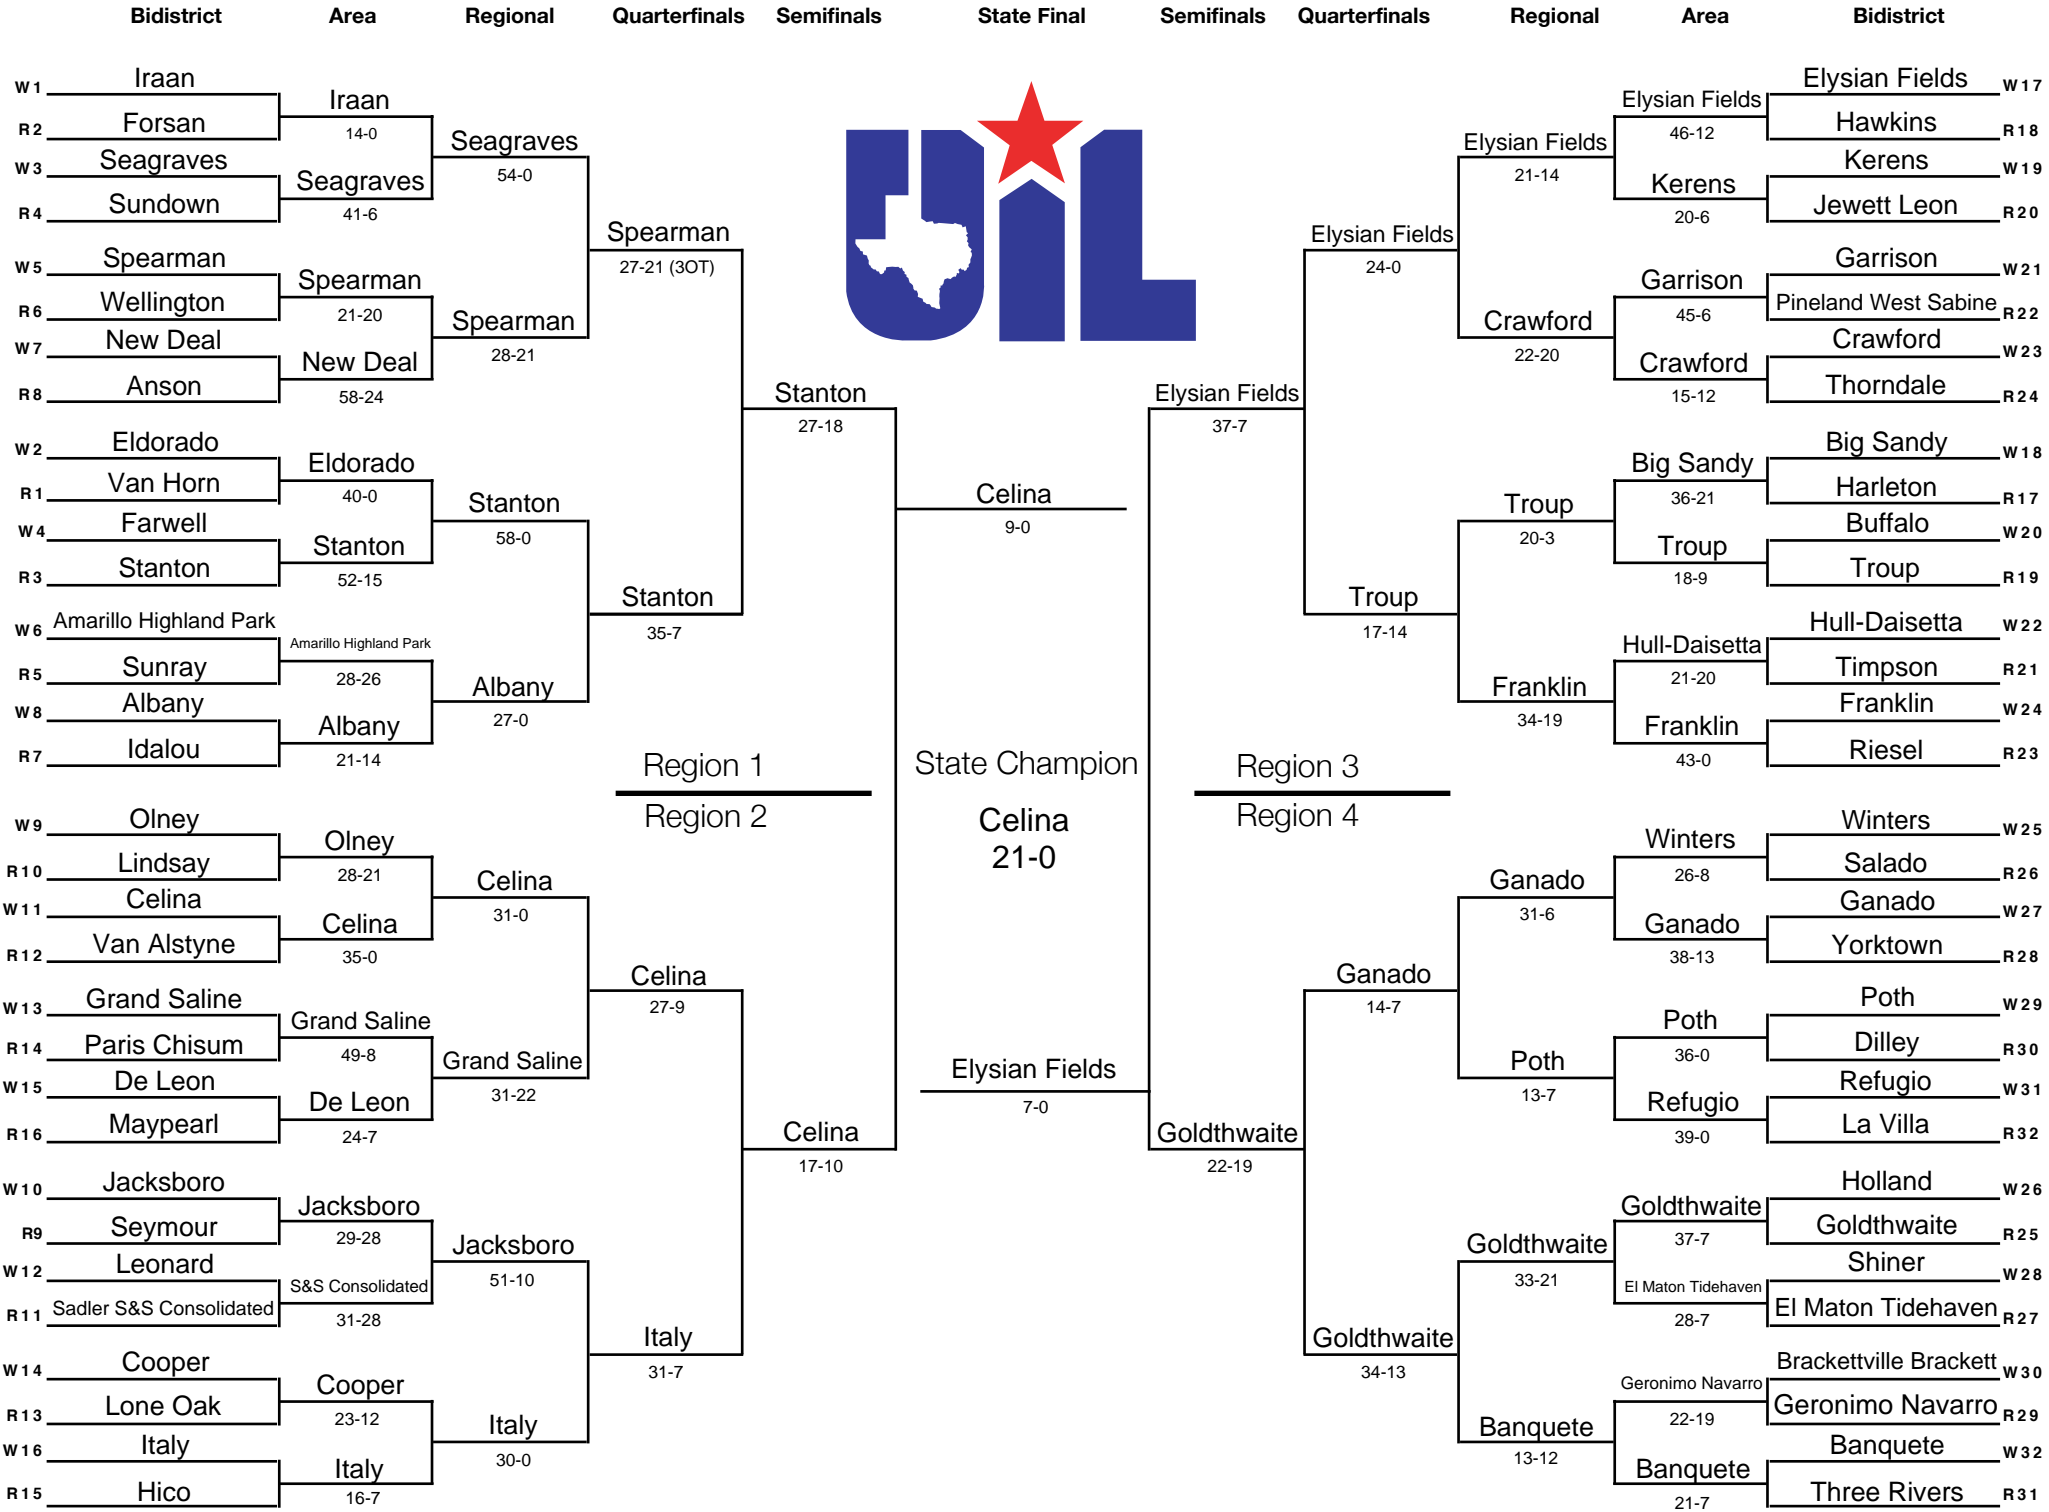 Bidistrict Area Regional Quarterfinals Semifinals State Final Semifinals Quarterfinals Regional Area Bidistrict
UIL
W1 Iraan
R2 Forsan
W3 Seagraves
R4 Sundown
W5 Spearman
R6 Wellington
W7 New Deal
R8 Anson
W2 Eldorado
R1 Van Horn
W4 Farwell
R3 Stanton
W6 Amarillo Highland Park
R5 Sunray
W8 Albany
R7 Idalou
W9 Olney
R10 Lindsay
W11 Celina
R12 Van Alstyne
W13 Grand Saline
R14 Paris Chisum
W15 De Leon
R16 Maypearl
W10 Jacksboro
R9 Seymour
W12 Leonard
R11 Sadler S&S Consolidated
W14 Cooper
R13 Lone Oak
W16 Italy
R15 Hico
Iraan
14-0
Seagraves
41-6
Spearman
21-20
New Deal
58-24
Eldorado
40-0
Stanton
52-15
Amarillo Highland Park
28-26
Albany
21-14
Olney
28-21
Celina
35-0
Grand Saline
49-8
De Leon
24-7
Jacksboro
29-28
S&S Consolidated
31-28
Cooper
23-12
Italy
16-7
Seagraves
54-0
Spearman
28-21
Stanton
58-0
Albany
27-0
Celina
31-0
Grand Saline
31-22
Jacksboro
51-10
Italy
30-0
Spearman
27-21 (3OT)
Stanton
35-7
Region 1
Region 2
Celina
27-9
Italy
31-7
Stanton
27-18
Celina
17-10
Celina
9-0
State Champion
Celina
21-0
Elysian Fields
7-0
Elysian Fields
37-7
Goldthwaite
22-19
Elysian Fields
24-0
Troup
17-14
Region 3
Region 4
Ganado
14-7
Goldthwaite
34-13
Elysian Fields
21-14
Crawford
22-20
Troup
20-3
Franklin
34-19
Ganado
31-6
Poth
13-7
Goldthwaite
33-21
Banquete
13-12
Elysian Fields
46-12
Kerens
20-6
Garrison
45-6
Crawford
15-12
Big Sandy
36-21
Troup
18-9
Hull-Daisetta
21-20
Franklin
43-0
Winters
26-8
Ganado
38-13
Poth
36-0
Refugio
39-0
Goldthwaite
37-7
El Maton Tidehaven
28-7
Geronimo Navarro
22-19
Banquete
21-7
Elysian Fields W17
Hawkins R18
Kerens W19
Jewett Leon R20
Garrison W21
Pineland West Sabine R22
Crawford W23
Thorndale R24
Big Sandy W18
Harleton R17
Buffalo W20
Troup R19
Hull-Daisetta W22
Timpson R21
Franklin W24
Riesel R23
Winters W25
Salado R26
Ganado W27
Yorktown R28
Poth W29
Dilley R30
Refugio W31
La Villa R32
Holland W26
Goldthwaite R25
Shiner W28
El Maton Tidehaven R27
Brackettville Brackett W30
Geronimo Navarro R29
Banquete W32
Three Rivers R31